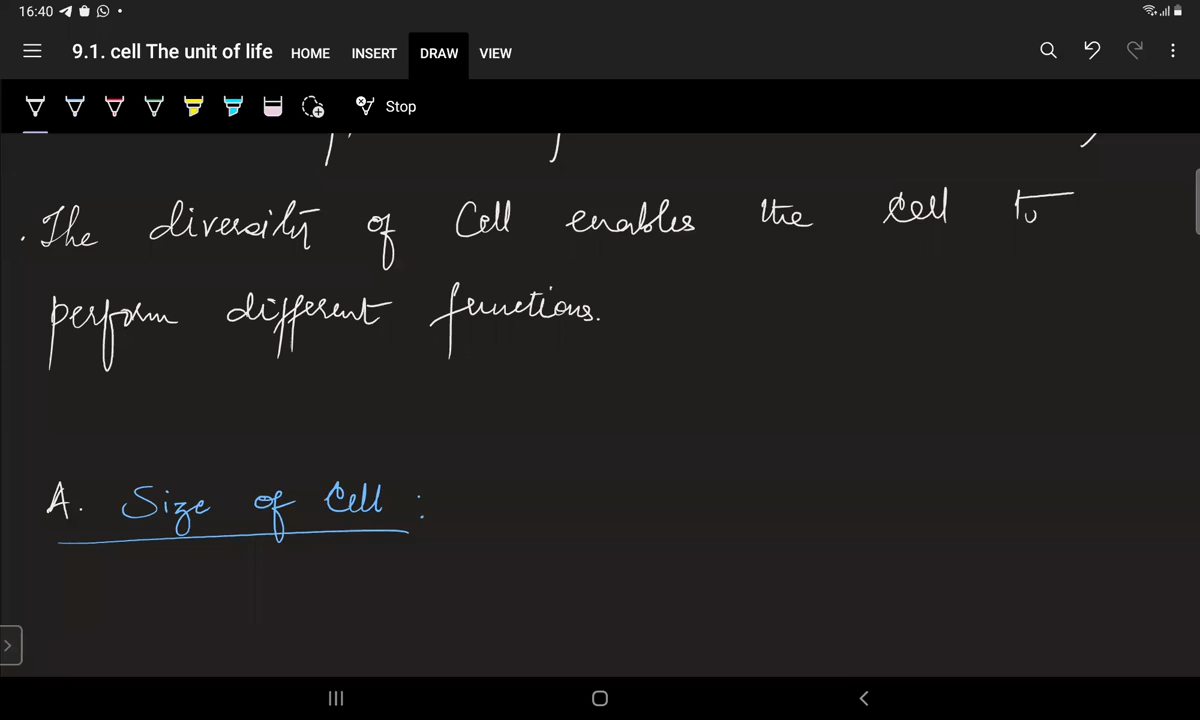 16:40
9.1. cell The unit of life HOME INSERT DRAW VIEW
Stop
. The diversity of Cell enables the cell to
perform different functions.
A. Size of Cell :